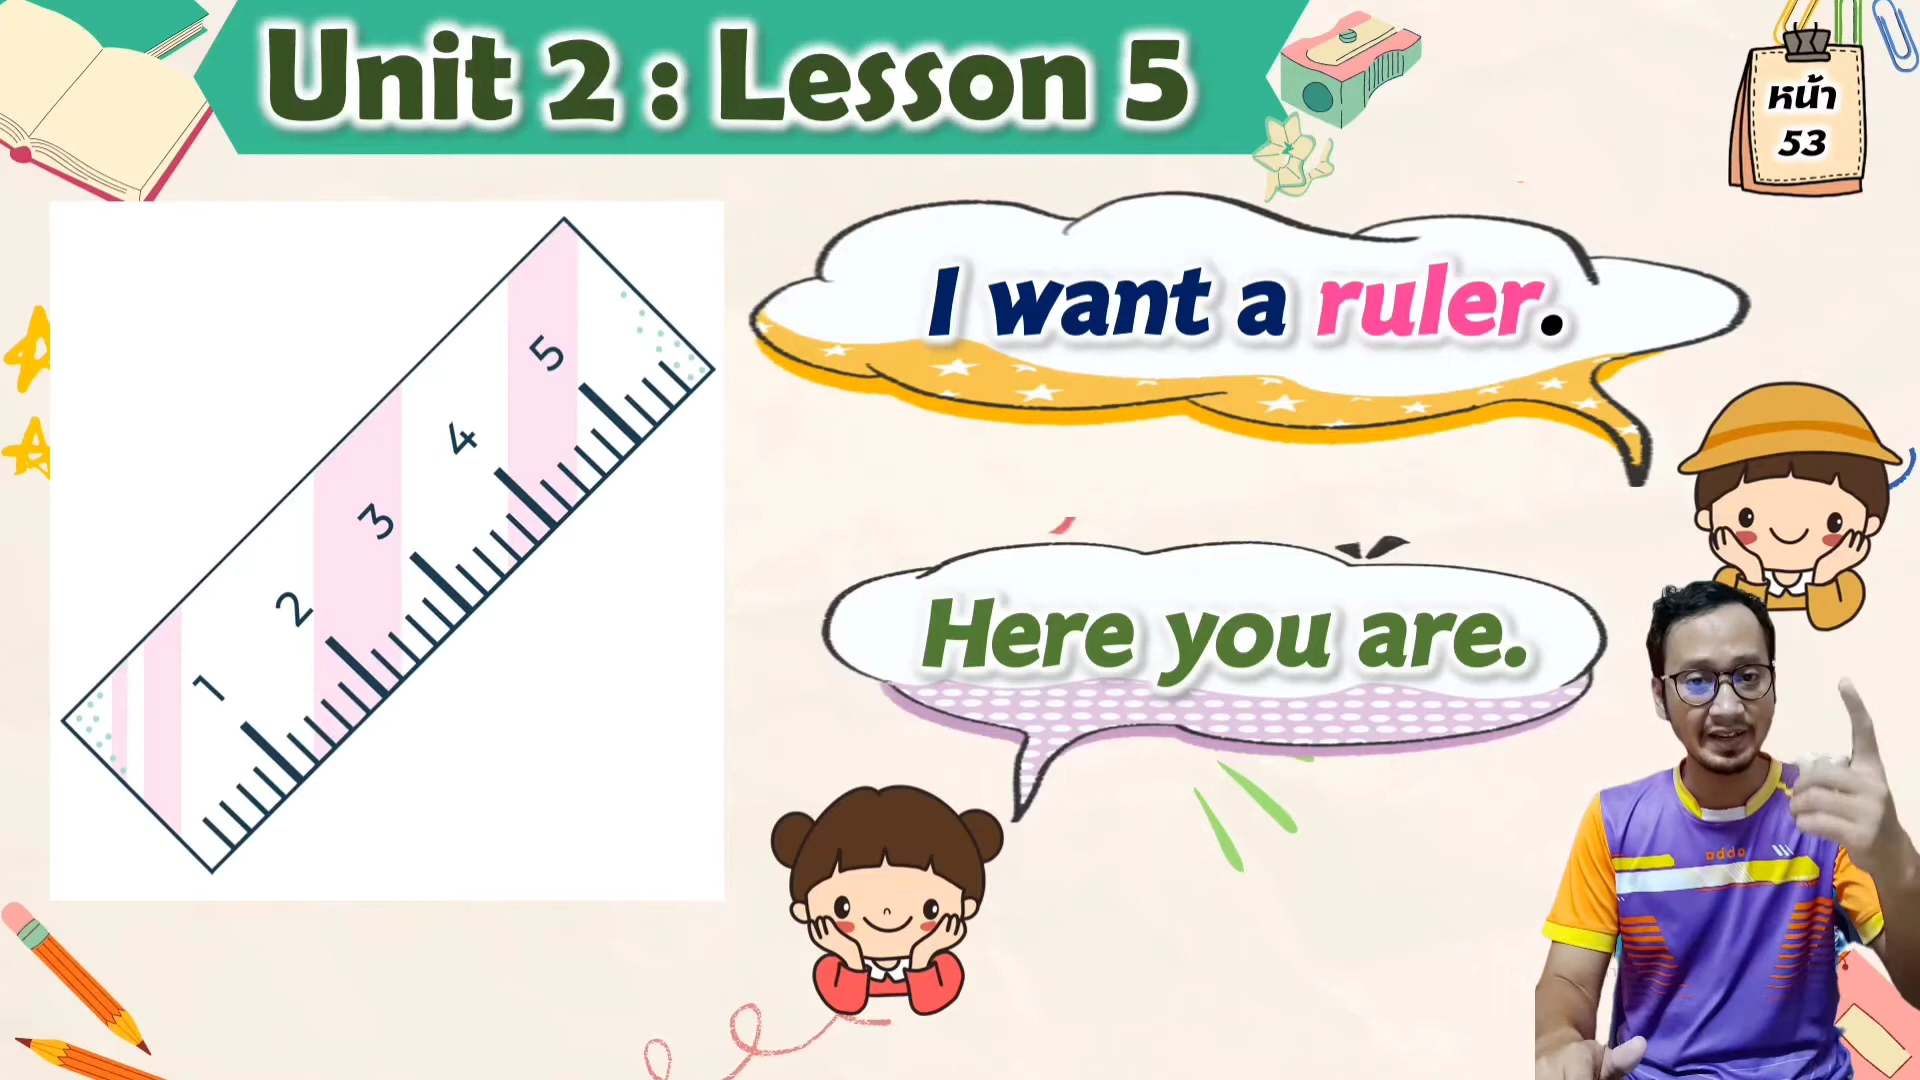 Unit 2 : Lesson 5
หน้า
53
I want a ruler.
1 2 3 4 5
Here you are.